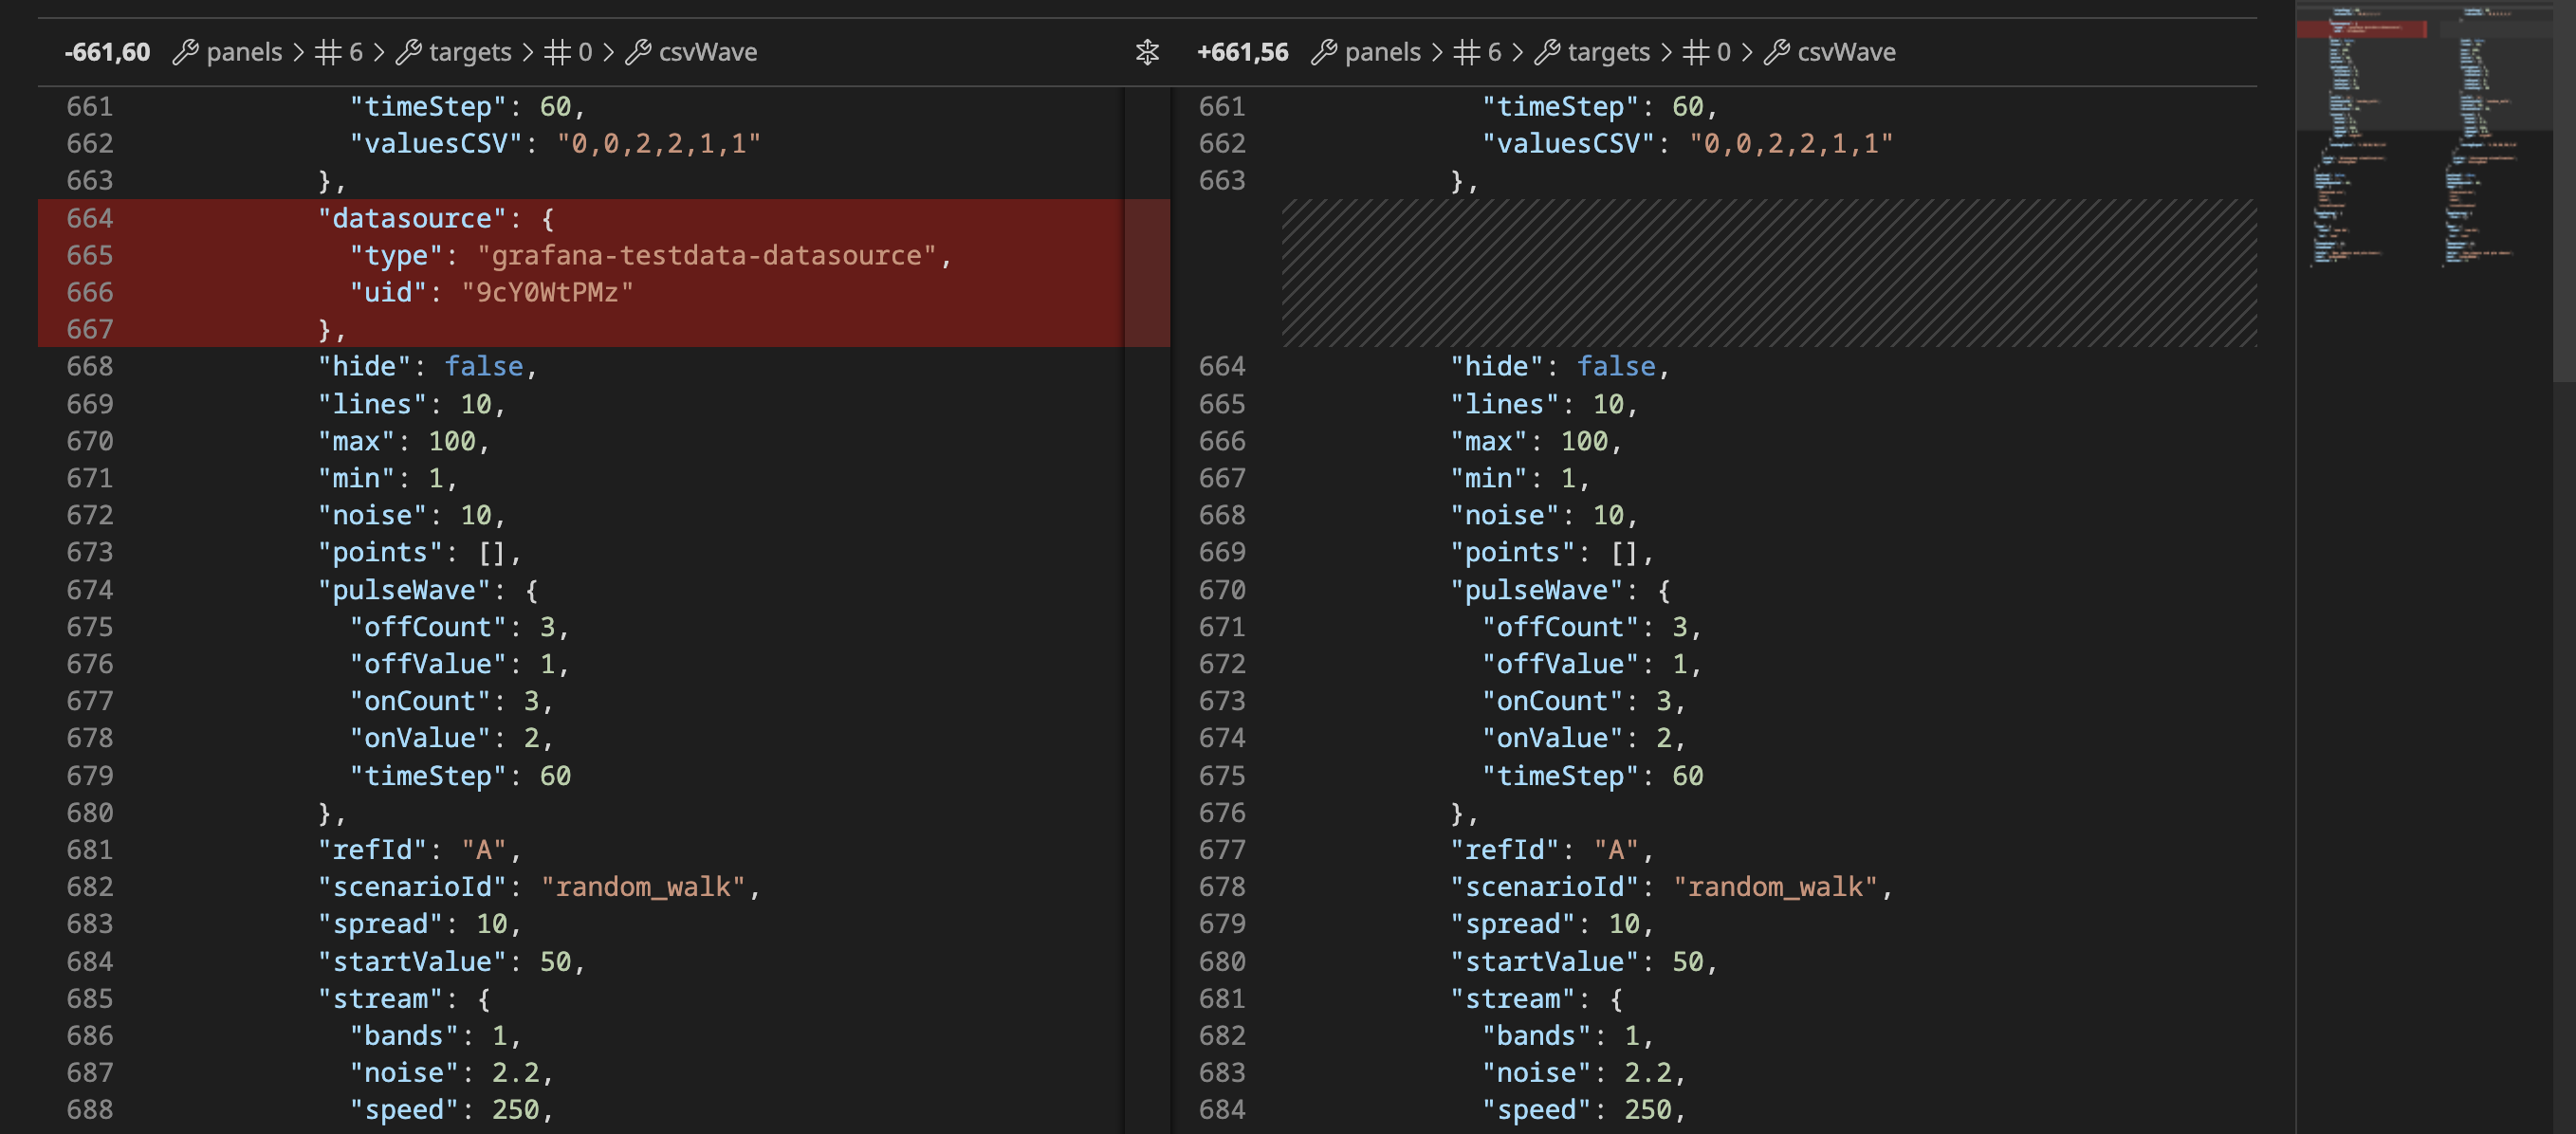 -661,60 panels > # 6 > targets > # 0 > csvWave
661 "timeStep": 60,
662 "valuesCSV": "0,0,2,2,1,1"
663 },
664 "datasource": {
665 "type": "grafana-testdata-datasource",
666 "uid": "9cY0WtPMz"
667 },
668 "hide": false,
669 "lines": 10,
670 "max": 100,
671 "min": 1,
672 "noise": 10,
673 "points": [],
674 "pulseWave": {
675 "offCount": 3,
676 "offValue": 1,
677 "onCount": 3,
678 "onValue": 2,
679 "timeStep": 60
680 },
681 "refId": "A",
682 "scenarioId": "random_walk",
683 "spread": 10,
684 "startValue": 50,
685 "stream": {
686 "bands": 1,
687 "noise": 2.2,
688 "speed": 250,
+661,56 panels > # 6 > targets > # 0 > csvWave
661 "timeStep": 60,
662 "valuesCSV": "0,0,2,2,1,1"
663 },
664 "hide": false,
665 "lines": 10,
666 "max": 100,
667 "min": 1,
668 "noise": 10,
669 "points": [],
670 "pulseWave": {
671 "offCount": 3,
672 "offValue": 1,
673 "onCount": 3,
674 "onValue": 2,
675 "timeStep": 60
676 },
677 "refId": "A",
678 "scenarioId": "random_walk",
679 "spread": 10,
680 "startValue": 50,
681 "stream": {
682 "bands": 1,
683 "noise": 2.2,
684 "speed": 250,